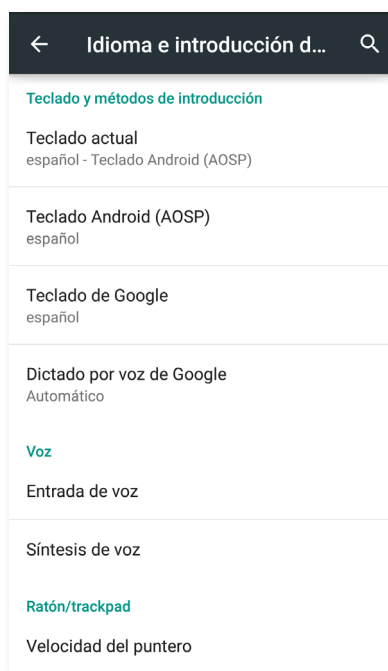 Idioma e introducción d...
Teclado y métodos de introducción
Teclado actual
español - Teclado Android (AOSP)
Teclado Android (AOSP)
español
Teclado de Google
español
Dictado por voz de Google
Automático
Voz
Entrada de voz
Síntesis de voz
Ratón/trackpad
Velocidad del puntero